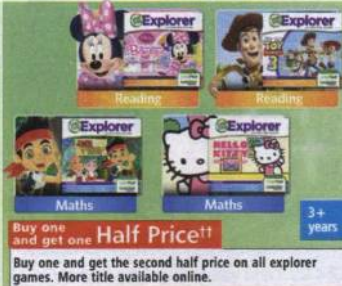 Explorer Explorer
Reading Reading
Explorer Explorer
HELLO
KITTY
Maths Maths
3+
years
Buy one
and get one Half Price††
Buy one and get the second half price on all explorer
games. More title available online.